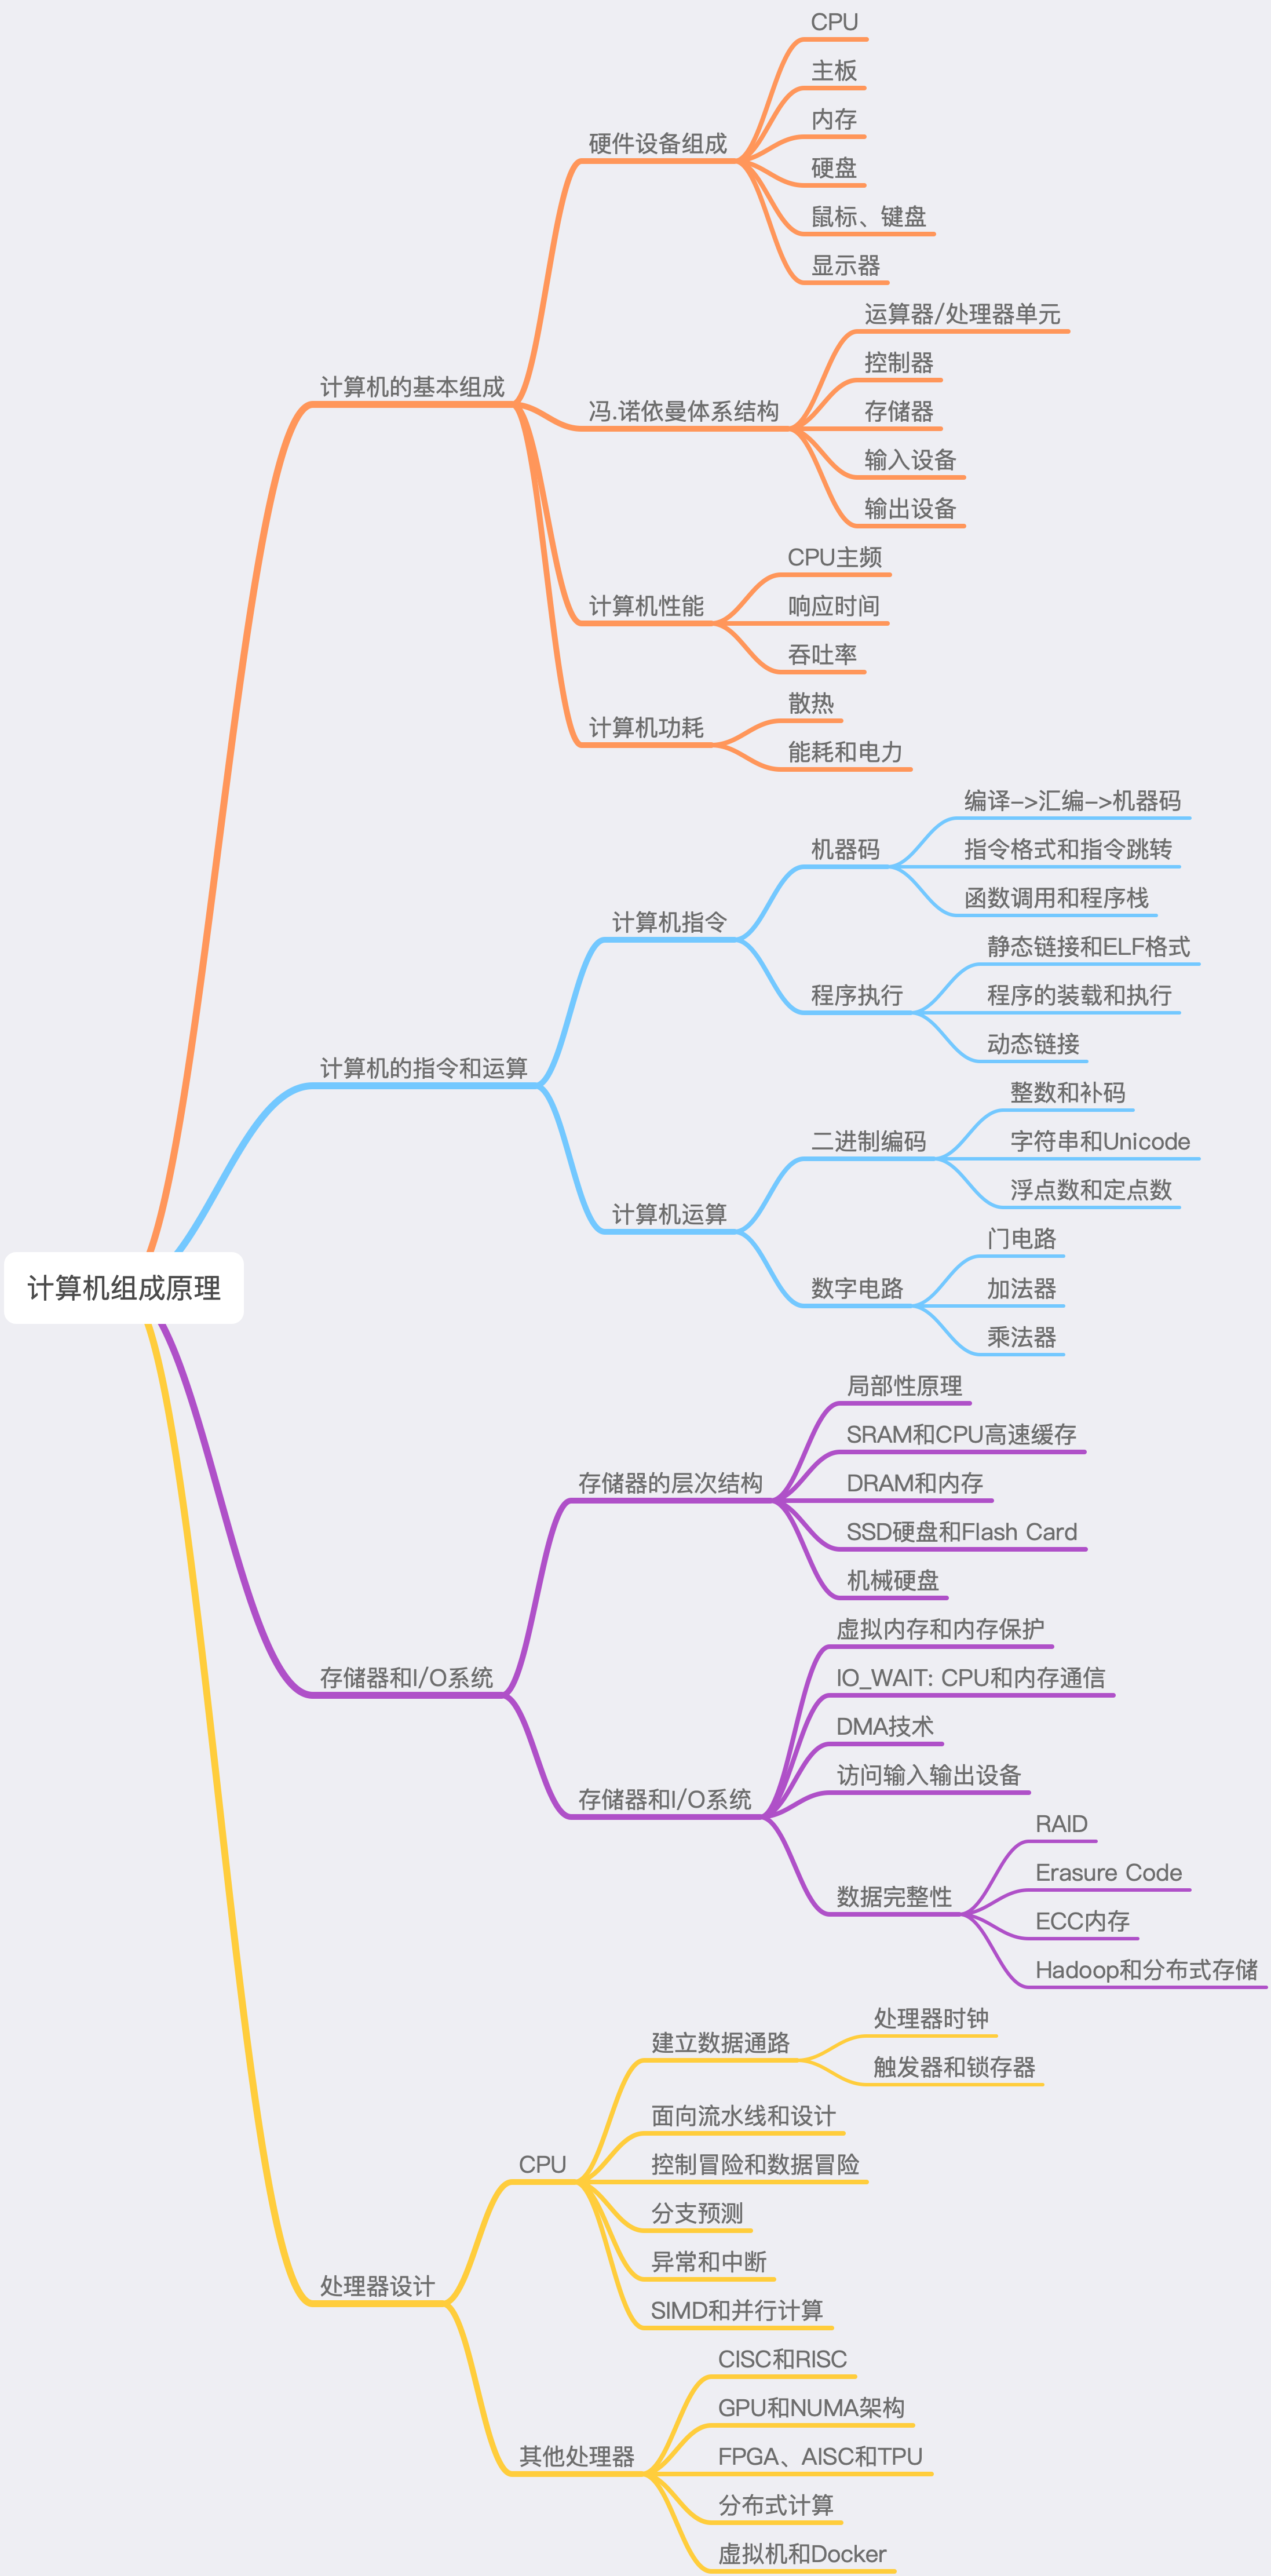 计算机组成原理
计算机的基本组成
硬件设备组成
CPU
主板
内存
硬盘
鼠标、键盘
显示器
冯.诺依曼体系结构
运算器/处理器单元
控制器
存储器
输入设备
输出设备
计算机性能
CPU主频
响应时间
吞吐率
计算机功耗
散热
能耗和电力
计算机的指令和运算
计算机指令
机器码
编译->汇编->机器码
指令格式和指令跳转
函数调用和程序栈
程序执行
静态链接和ELF格式
程序的装载和执行
动态链接
计算机运算
二进制编码
整数和补码
字符串和Unicode
浮点数和定点数
数字电路
门电路
加法器
乘法器
存储器和I/O系统
存储器的层次结构
局部性原理
SRAM和CPU高速缓存
DRAM和内存
SSD硬盘和Flash Card
机械硬盘
存储器和I/O系统
虚拟内存和内存保护
IO_WAIT: CPU和内存通信
DMA技术
访问输入输出设备
数据完整性
RAID
Erasure Code
ECC内存
Hadoop和分布式存储
处理器设计
CPU
建立数据通路
处理器时钟
触发器和锁存器
面向流水线和设计
控制冒险和数据冒险
分支预测
异常和中断
SIMD和并行计算
其他处理器
CISC和RISC
GPU和NUMA架构
FPGA、AISC和TPU
分布式计算
虚拟机和Docker